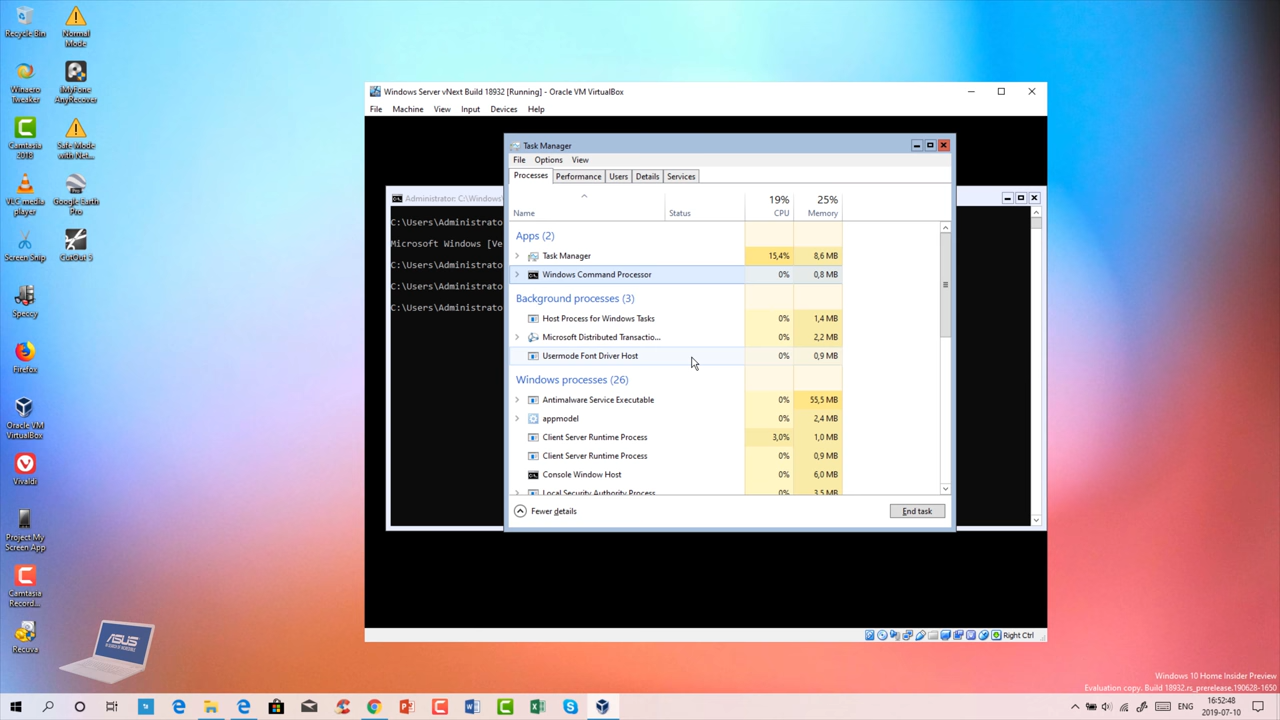 Recycle Bin
Normal
Mode
Winaero
Tweaker
iMyFone
AnyRecover
Camtasia
2018
Safe Mode
with Net...
VLC media
player
Google Earth
Pro
Screen Snip
CutOut 5
Speccy
Firefox
Oracle VM
VirtualBox
Vivaldi
Project My
Screen App
Camtasia
Record...
Recuva
ASUS
Windows Server vNext Build 18932 [Running] - Oracle VM VirtualBox
File Machine View Input Devices Help
Administrator: C:\Windows
C:\Users\Administrato
Microsoft Windows [Ve
C:\Users\Administrato
C:\Users\Administrato
C:\Users\Administrato
Task Manager
File Options View
Processes Performance Users Details Services
19% 25%
Name Status CPU Memory
Apps (2)
Task Manager 15,4% 8,6 MB
Windows Command Processor 0% 0,8 MB
Background processes (3)
Host Process for Windows Tasks 0% 1,4 MB
Microsoft Distributed Transactio... 0% 2,2 MB
Usermode Font Driver Host 0% 0,9 MB
Windows processes (26)
Antimalware Service Executable 0% 55,5 MB
appmodel 0% 2,4 MB
Client Server Runtime Process 3,0% 1,0 MB
Client Server Runtime Process 0% 0,9 MB
Console Window Host 0% 6,0 MB
Local Security Authority Process 0% 3,5 MB
Fewer details End task
Right Ctrl
Windows 10 Home Insider Preview
Evaluation copy. Build 18932.rs_prerelease.190628-1650
ENG
16:52:48
2019-07-10